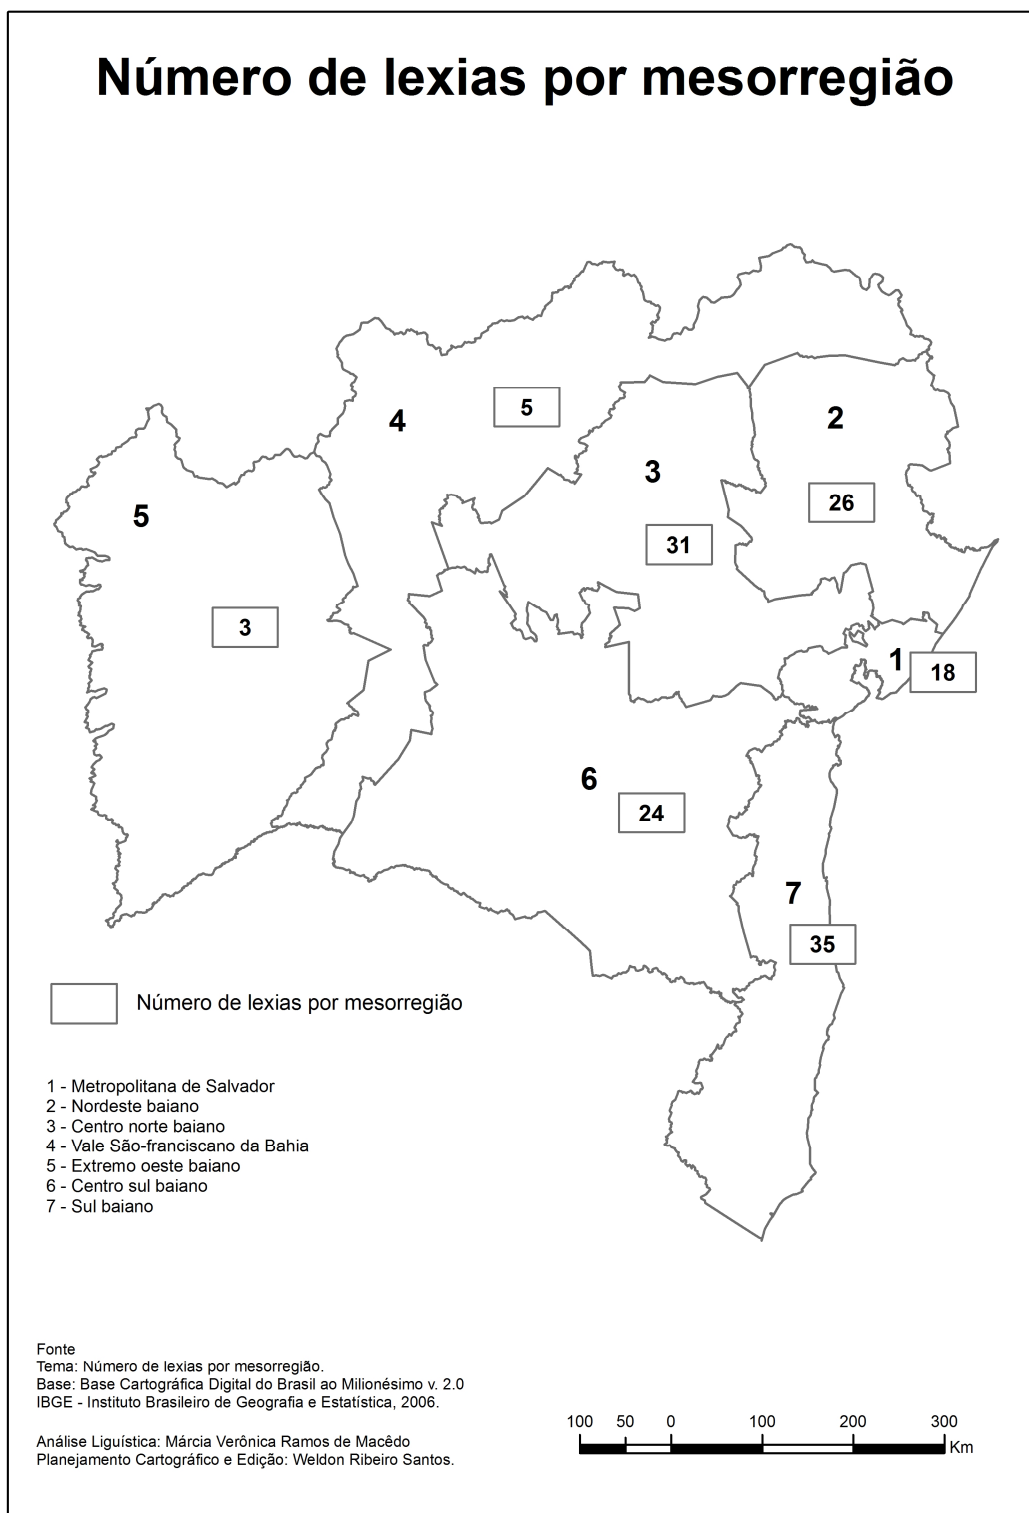 Número de lexias por mesorregião
4
5
2
3
5
26
31
3
1
18
6
24
7
35
Número de lexias por mesorregião
1 - Metropolitana de Salvador
2 - Nordeste baiano
3 - Centro norte baiano
4 - Vale São-franciscano da Bahia
5 - Extremo oeste baiano
6 - Centro sul baiano
7 - Sul baiano
Fonte
Tema: Número de lexias por mesorregião.
Base: Base Cartográfica Digital do Brasil ao Milionésimo v. 2.0
IBGE - Instituto Brasileiro de Geografia e Estatística, 2006.
Análise Liguística: Márcia Verônica Ramos de Macêdo
Planejamento Cartográfico e Edição: Weldon Ribeiro Santos.
100 50 0 100 200 300
Km